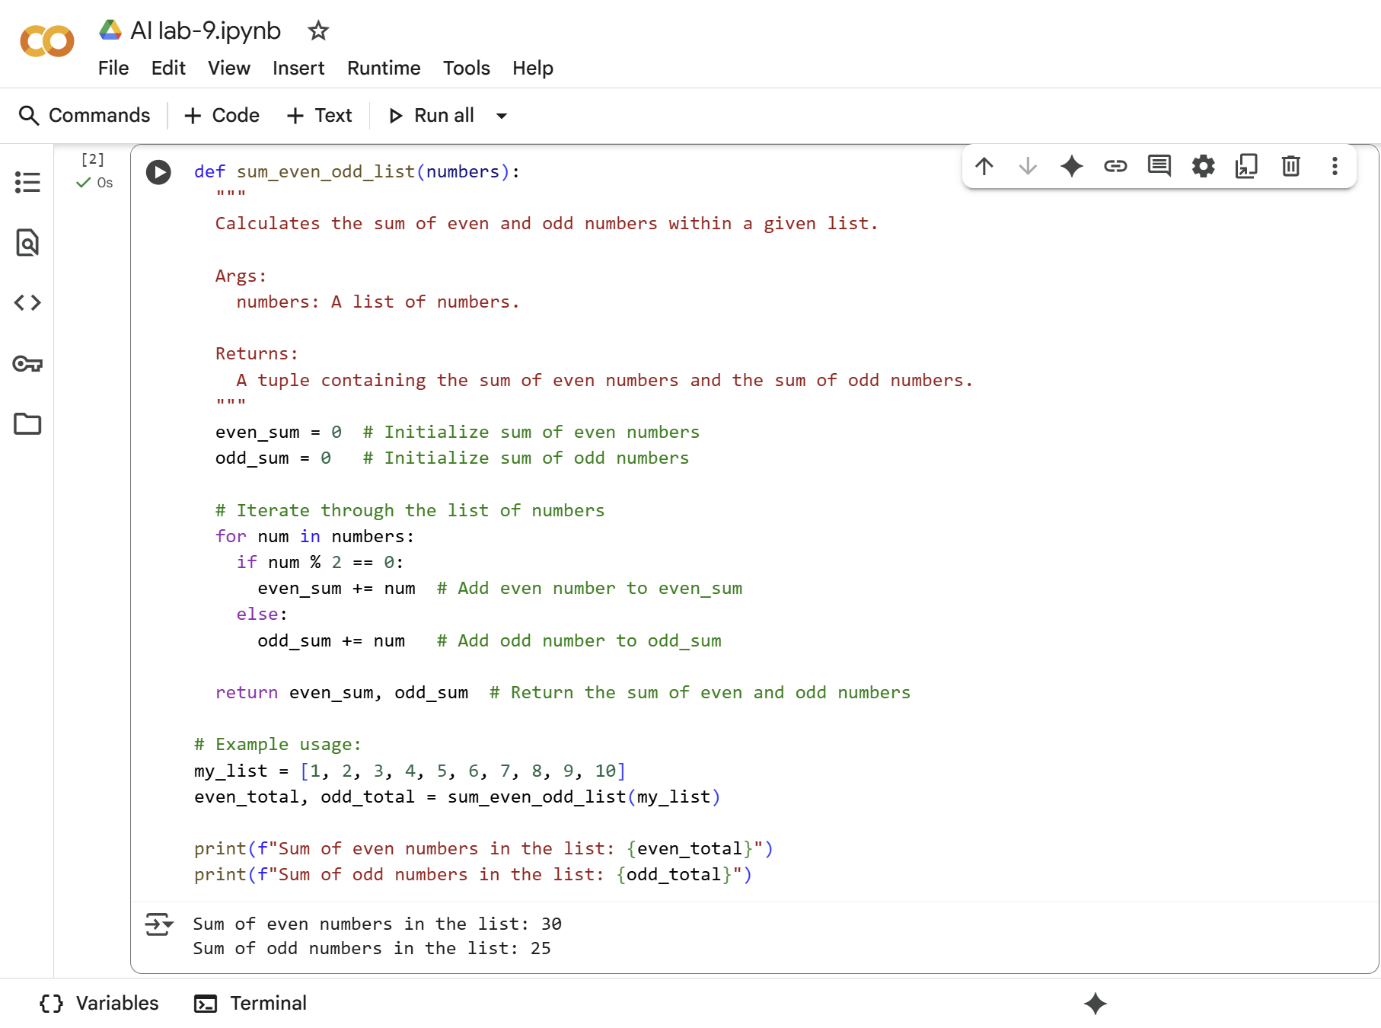 AI lab-9.ipynb
File Edit View Insert Runtime Tools Help
Commands + Code + Text Run all
[2]
0s
def sum_even_odd_list(numbers):
  """
  Calculates the sum of even and odd numbers within a given list.

  Args:
    numbers: A list of numbers.

  Returns:
    A tuple containing the sum of even numbers and the sum of odd numbers.
  """
  even_sum = 0  # Initialize sum of even numbers
  odd_sum = 0   # Initialize sum of odd numbers

  # Iterate through the list of numbers
  for num in numbers:
    if num % 2 == 0:
      even_sum += num  # Add even number to even_sum
    else:
      odd_sum += num   # Add odd number to odd_sum

  return even_sum, odd_sum  # Return the sum of even and odd numbers

# Example usage:
my_list = [1, 2, 3, 4, 5, 6, 7, 8, 9, 10]
even_total, odd_total = sum_even_odd_list(my_list)

print(f"Sum of even numbers in the list: {even_total}")
print(f"Sum of odd numbers in the list: {odd_total}")
Sum of even numbers in the list: 30
Sum of odd numbers in the list: 25
{} Variables Terminal